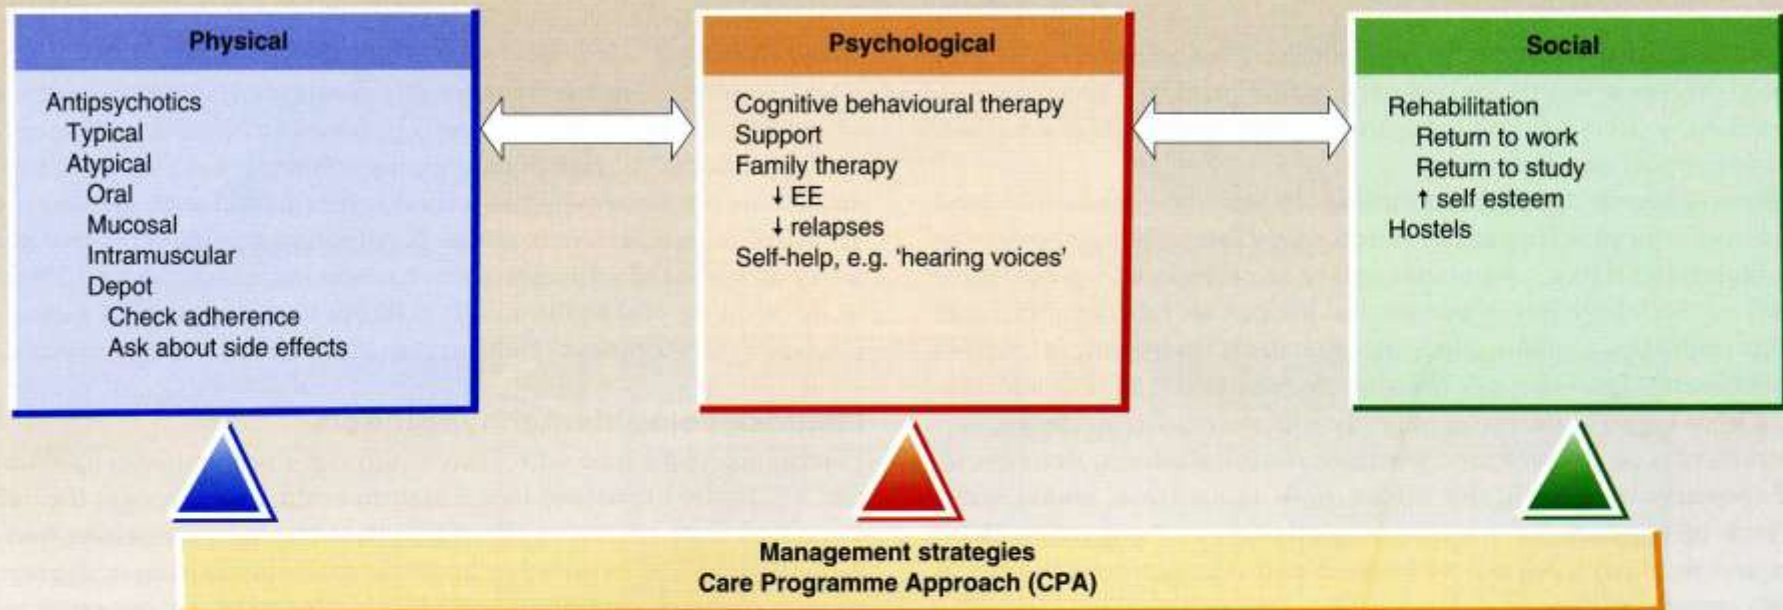 Physical
Antipsychotics
Typical
Atypical
Oral
Mucosal
Intramuscular
Depot
Check adherence
Ask about side effects
Psychological
Cognitive behavioural therapy
Support
Family therapy
↓ EE
↓ relapses
Self-help, e.g. 'hearing voices'
Social
Rehabilitation
Return to work
Return to study
↑ self esteem
Hostels
Management strategies
Care Programme Approach (CPA)